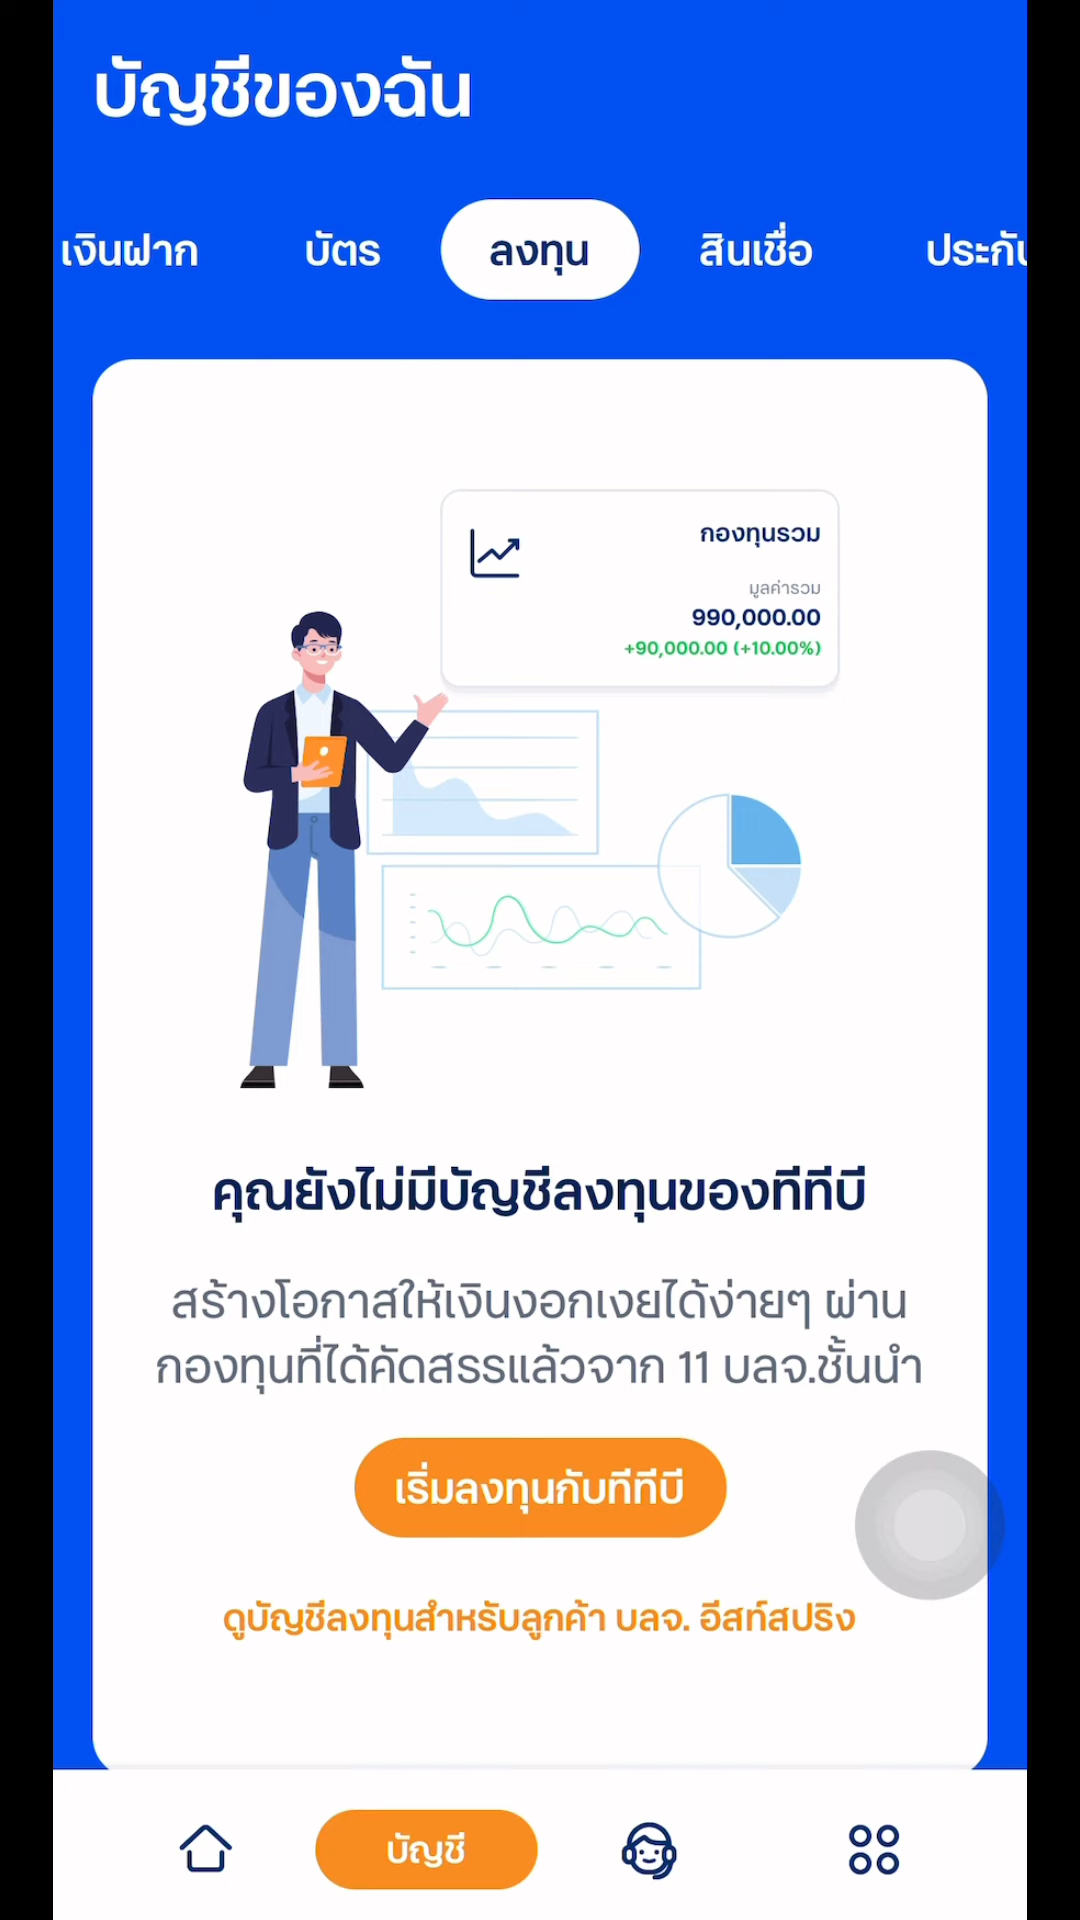 บัญชีของฉัน
เงินฝาก บัตร ลงทุน สินเชื่อ
กองทุนรวม
มูลค่ารวม
990,000.00
+90,000.00 (+10.00%)
คุณยังไม่มีบัญชีลงทุนของทีทีบี
สร้างโอกาสให้เงินงอกเงยได้ง่ายๆ ผ่าน
กองทุนที่ได้คัดสรรแล้วจาก 11 บลจ.ชั้นนำ
เริ่มลงทุนกับทีทีบี
ดูบัญชีลงทุนสำหรับลูกค้า บลจ. อีสท์สปริง
บัญชี